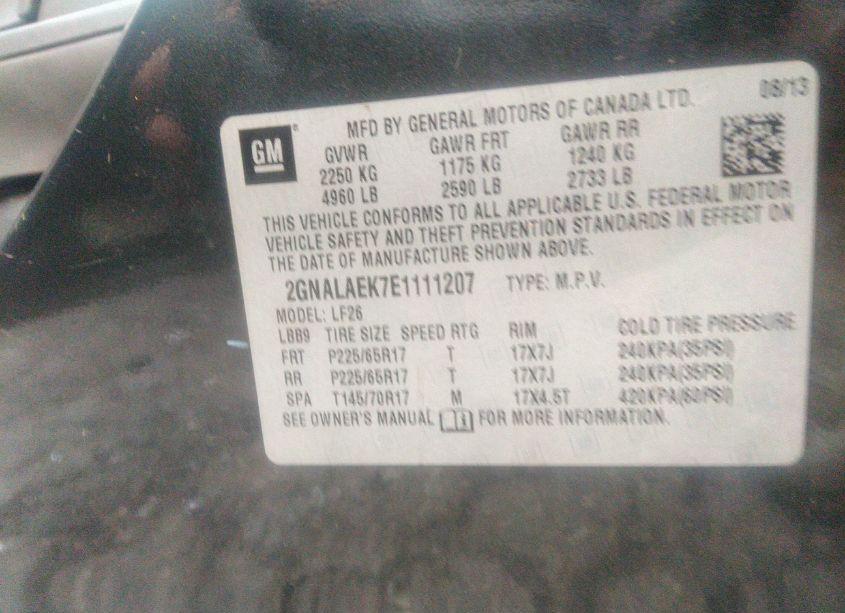 GM
MFD BY GENERAL MOTORS OF CANADA LTD. 08/13
GVWR GAWR FRT GAWR RR
2250 KG 1175 KG 1240 KG
4960 LB 2590 LB 2733 LB
THIS VEHICLE CONFORMS TO ALL APPLICABLE U.S. FEDERAL MOTOR
VEHICLE SAFETY AND THEFT PREVENTION STANDARDS IN EFFECT ON
THE DATE OF MANUFACTURE SHOWN ABOVE.
2GNALAEK7E1111207 TYPE: M.P.V.
MODEL: LF26
LBB9 TIRE SIZE SPEED RTG RIM COLD TIRE PRESSURE
FRT P225/65R17 T 17X7J 240KPA(35PSI)
RR P225/65R17 T 17X7J 240KPA(35PSI)
SPA T145/70R17 M 17X4.5T 420KPA(60PSI)
SEE OWNER'S MANUAL FOR MORE INFORMATION.